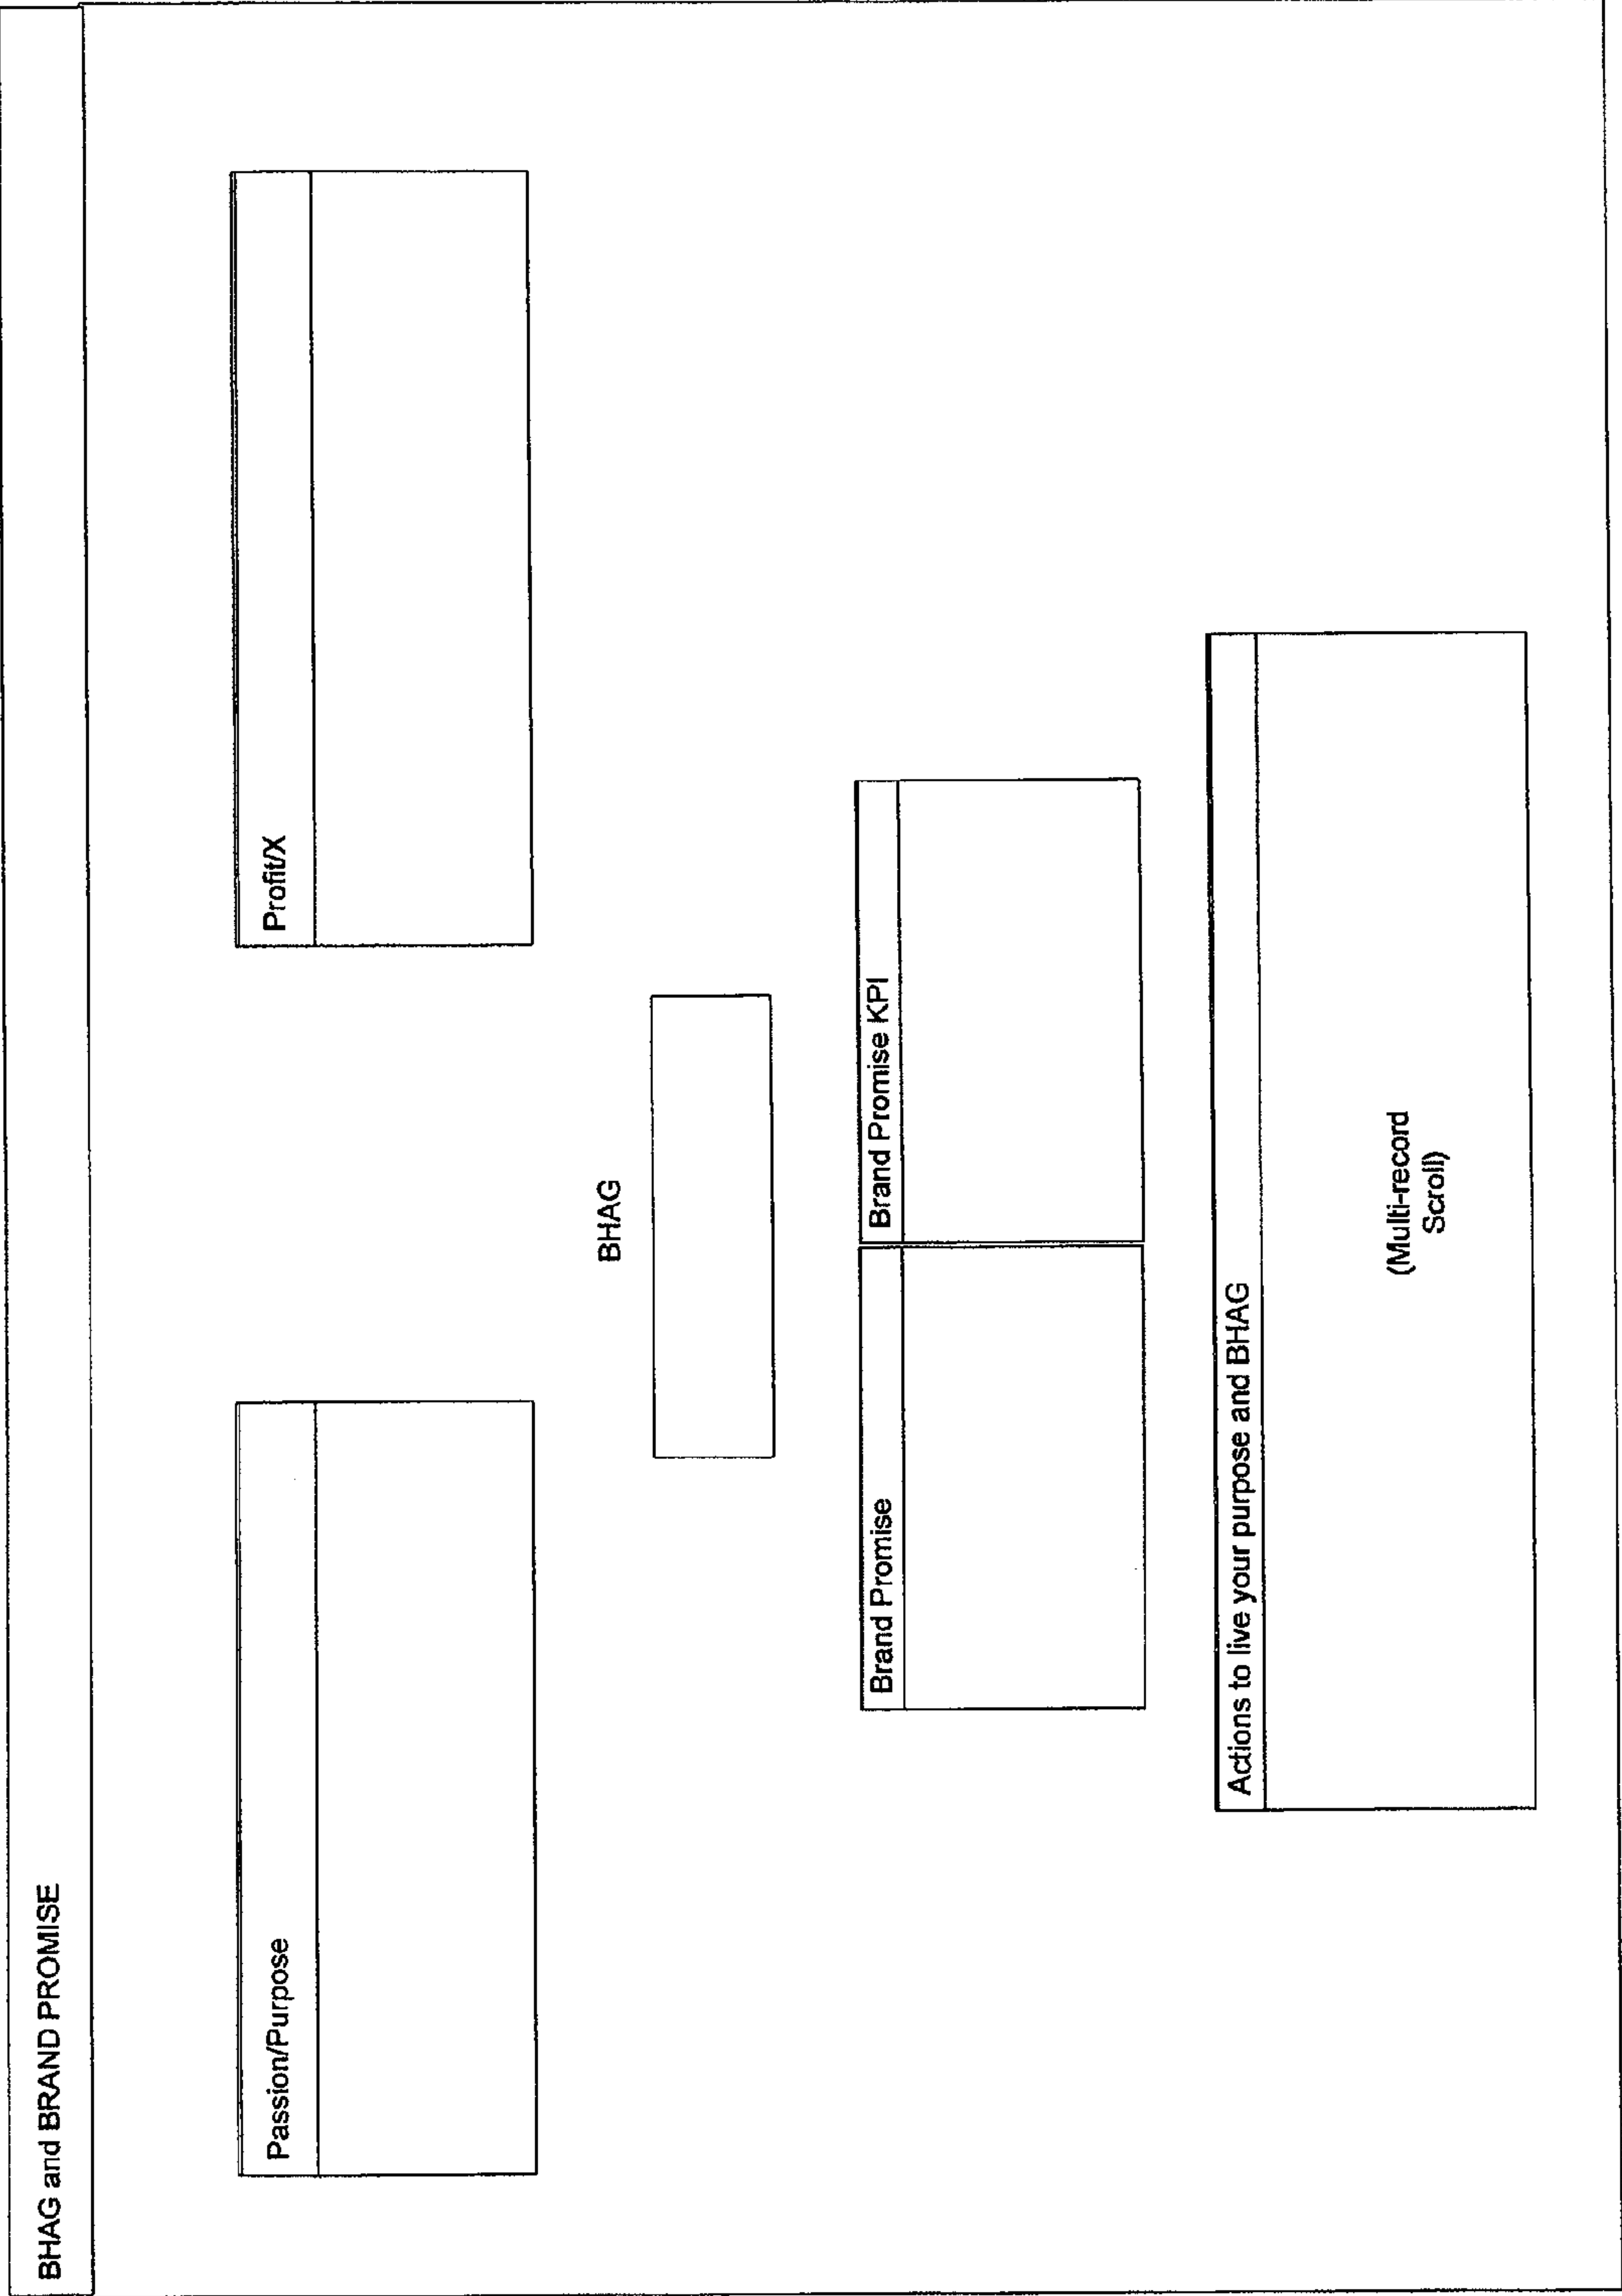 BHAG and BRAND PROMISE
Passion/Purpose
Profit/X
BHAG
Brand Promise
Brand Promise KPI
Actions to live your purpose and BHAG
(Multi-record
Scroll)